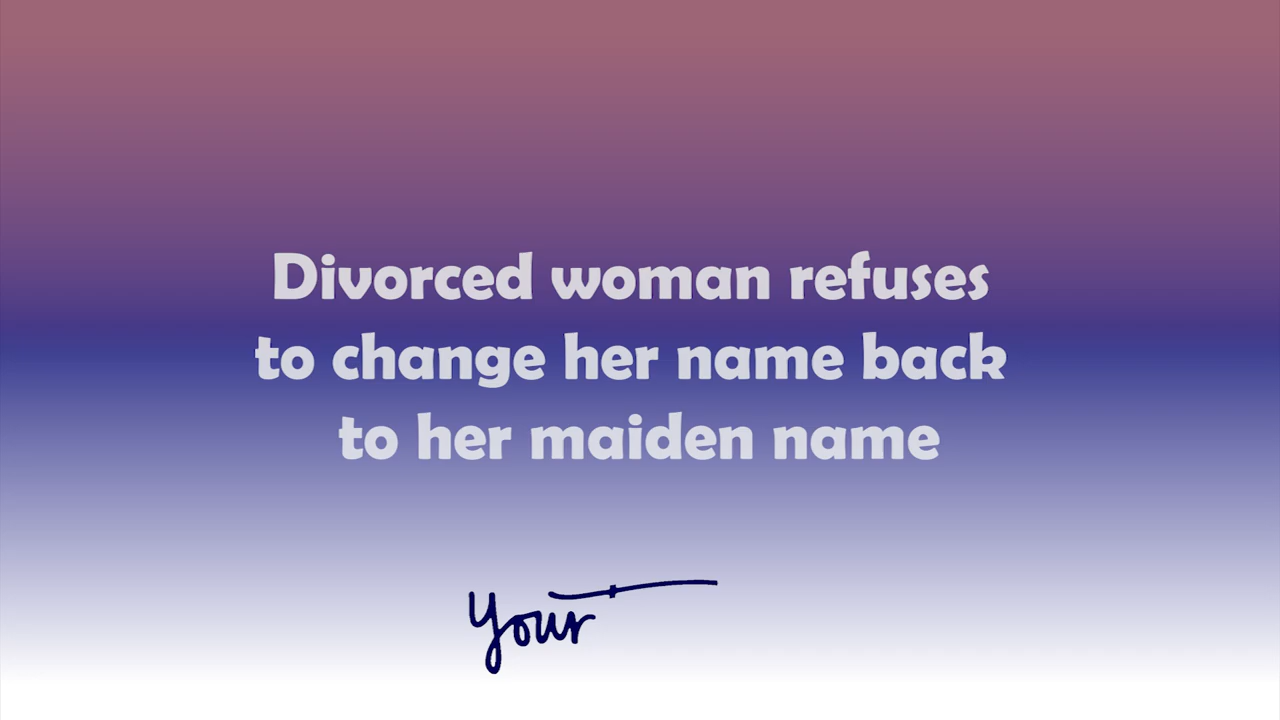 Divorced woman refuses
to change her name back
to her maiden name
Your